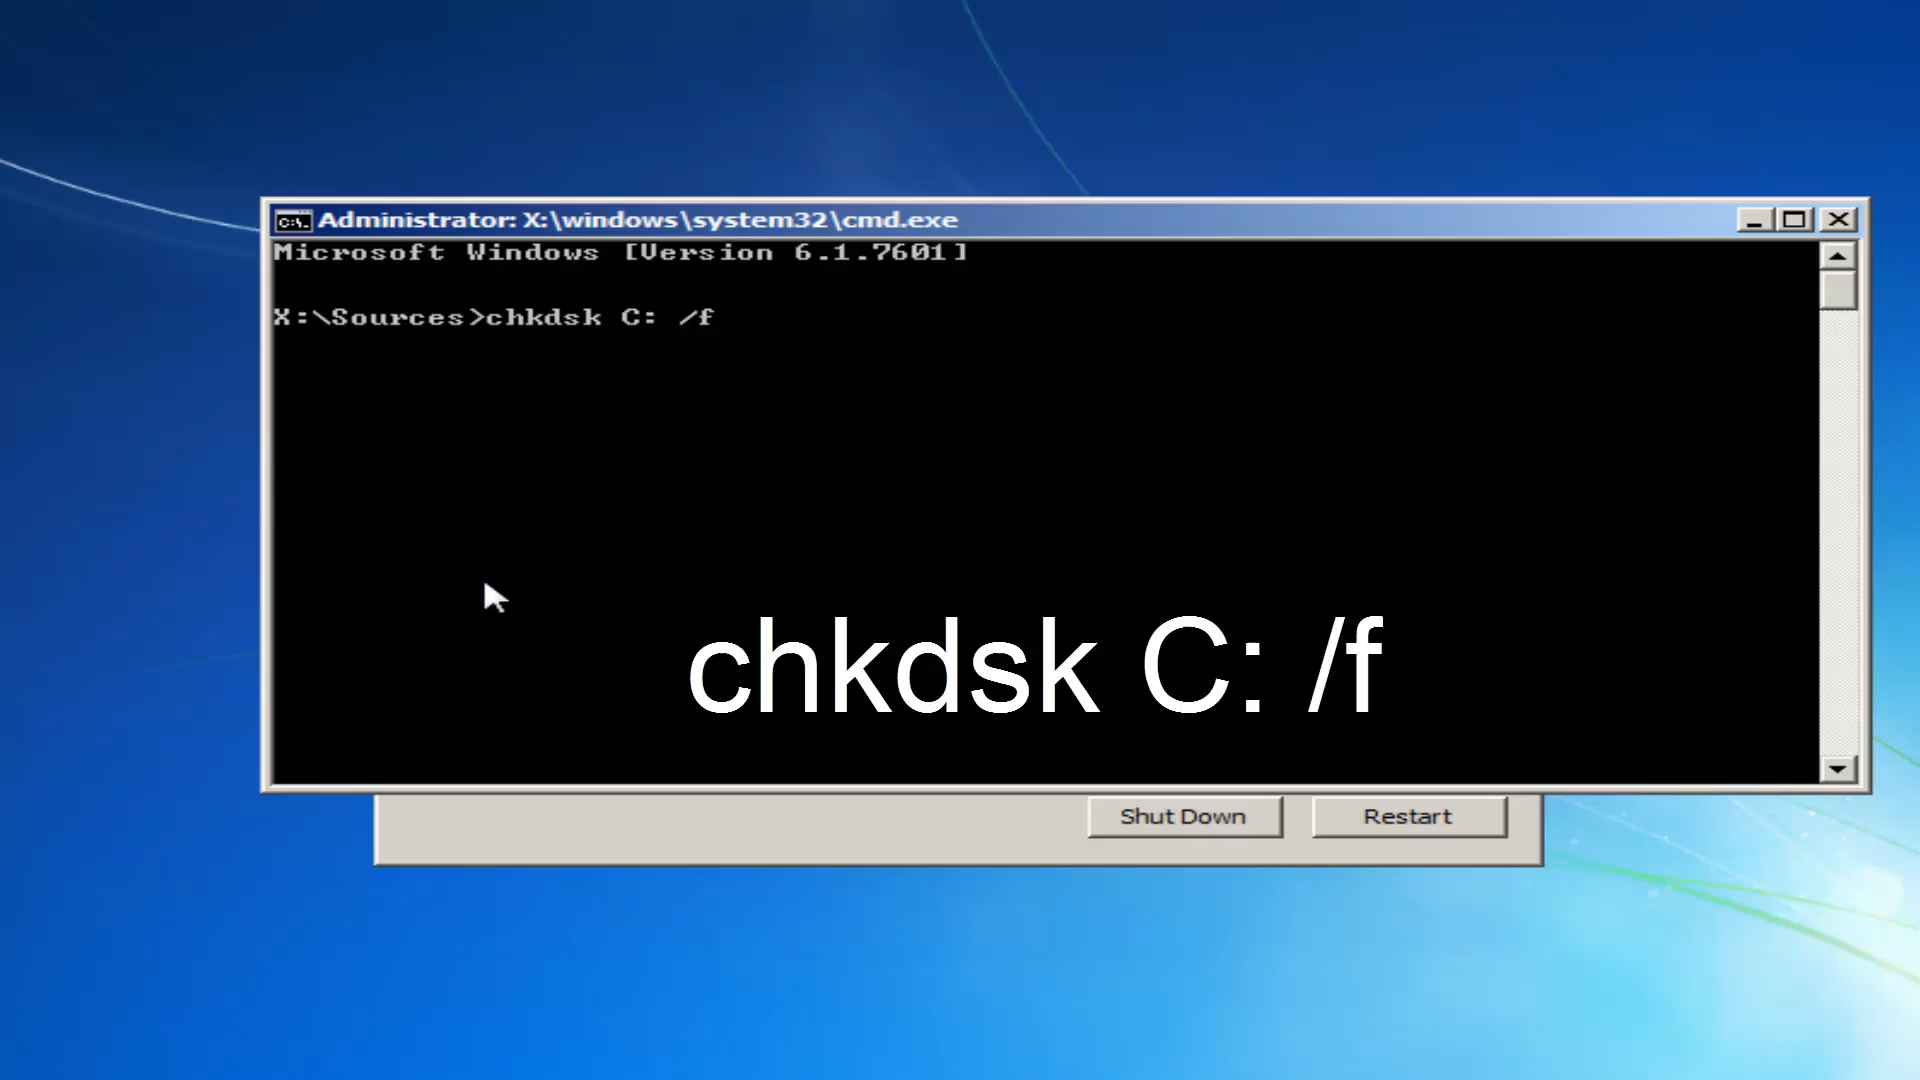 Administrator: X:\windows\system32\cmd.exe
Microsoft Windows [Version 6.1.7601]
X:\Sources>chkdsk C: /f
chkdsk C: /f
Shut Down
Restart